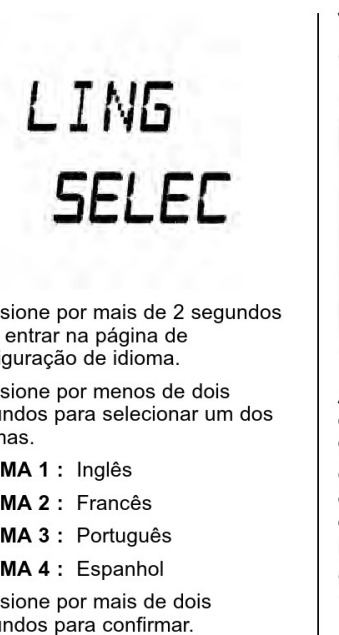 LING
SELEC
sione por mais de 2 segundos
entrar na página de
iguração de idioma.
sione por menos de dois
undos para selecionar um dos
mas.
MA 1 : Inglês
MA 2 : Francês
MA 3 : Português
MA 4 : Espanhol
sione por mais de dois
undos para confirmar.